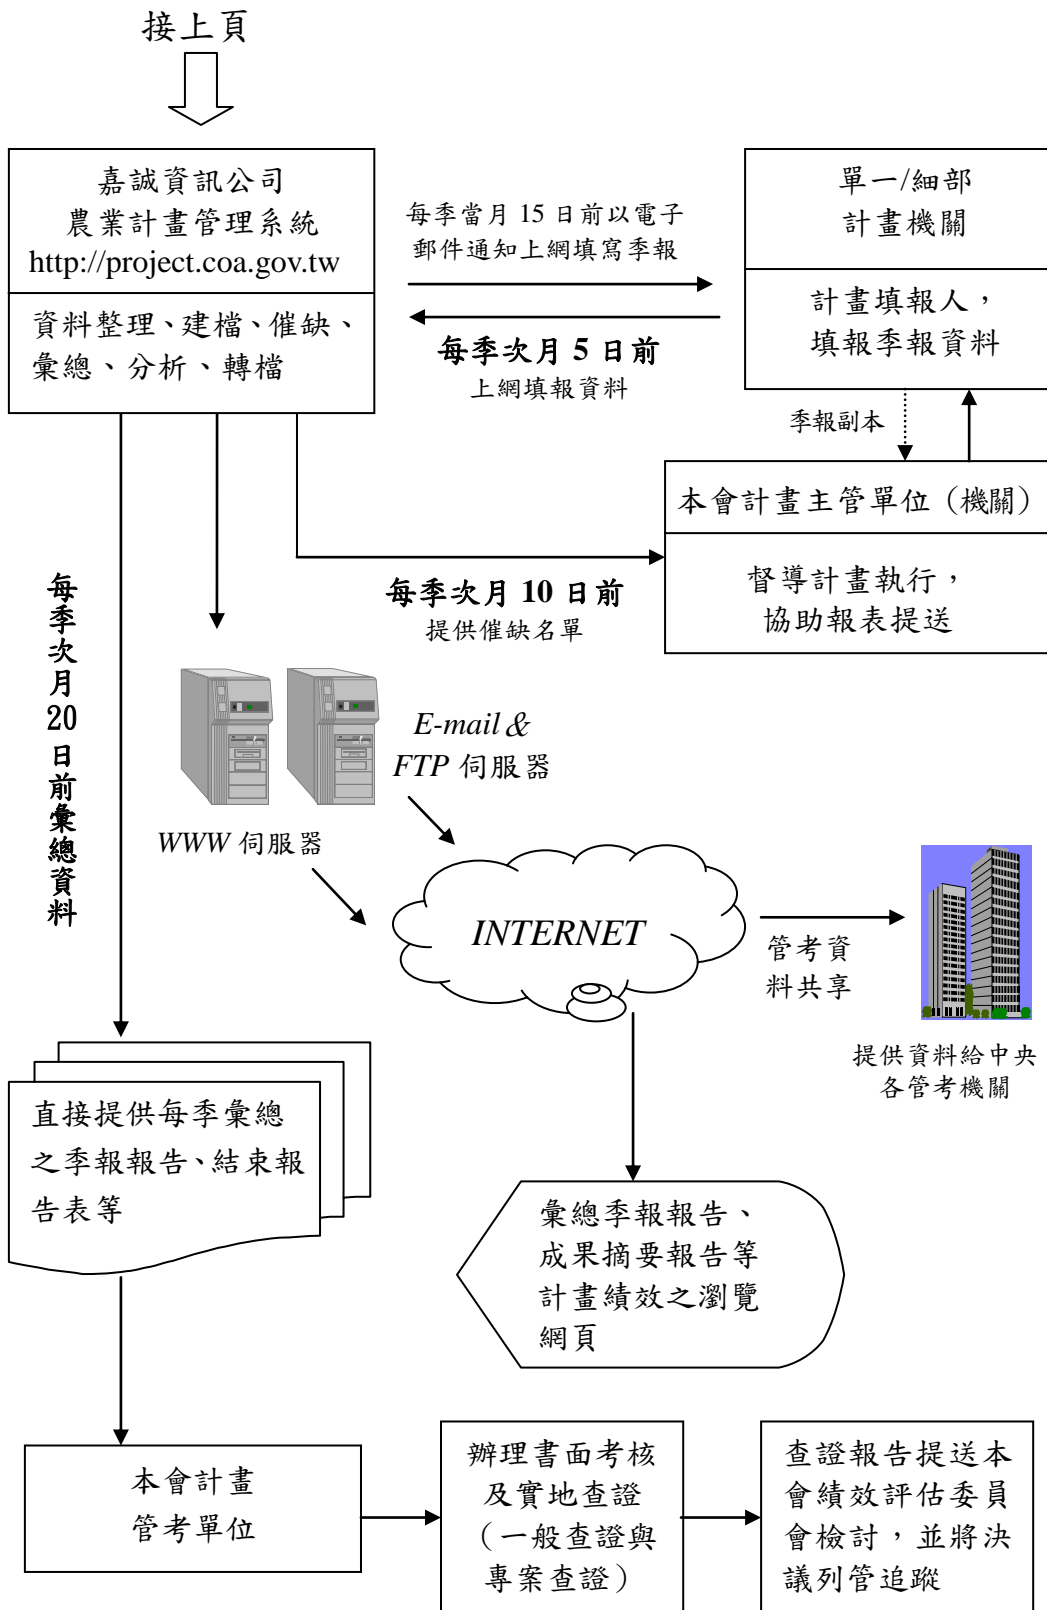 接上頁
嘉誠資訊公司
農業計畫管理系統
http://project.coa.gov.tw
資料整理、建檔、催缺、
彙總、分析、轉檔
每季當月 15 日前以電子
郵件通知上網填寫季報
每季次月 5 日前
上網填報資料
單一/細部
計畫機關
計畫填報人，
填報季報資料
季報副本
本會計畫主管單位（機關）
督導計畫執行，
協助報表提送
每季次月 10 日前
提供催缺名單
每季次月20日前彙總資料
E-mail＆
FTP 伺服器
WWW 伺服器
INTERNET
管考資
料共享
提供資料給中央
各管考機關
直接提供每季彙總
之季報報告、結束報
告表等
彙總季報報告、
成果摘要報告等
計畫績效之瀏覽
網頁
本會計畫
管考單位
辦理書面考核
及實地查證
（一般查證與
專案查證）
查證報告提送本
會績效評估委員
會檢討，並將決
議列管追蹤